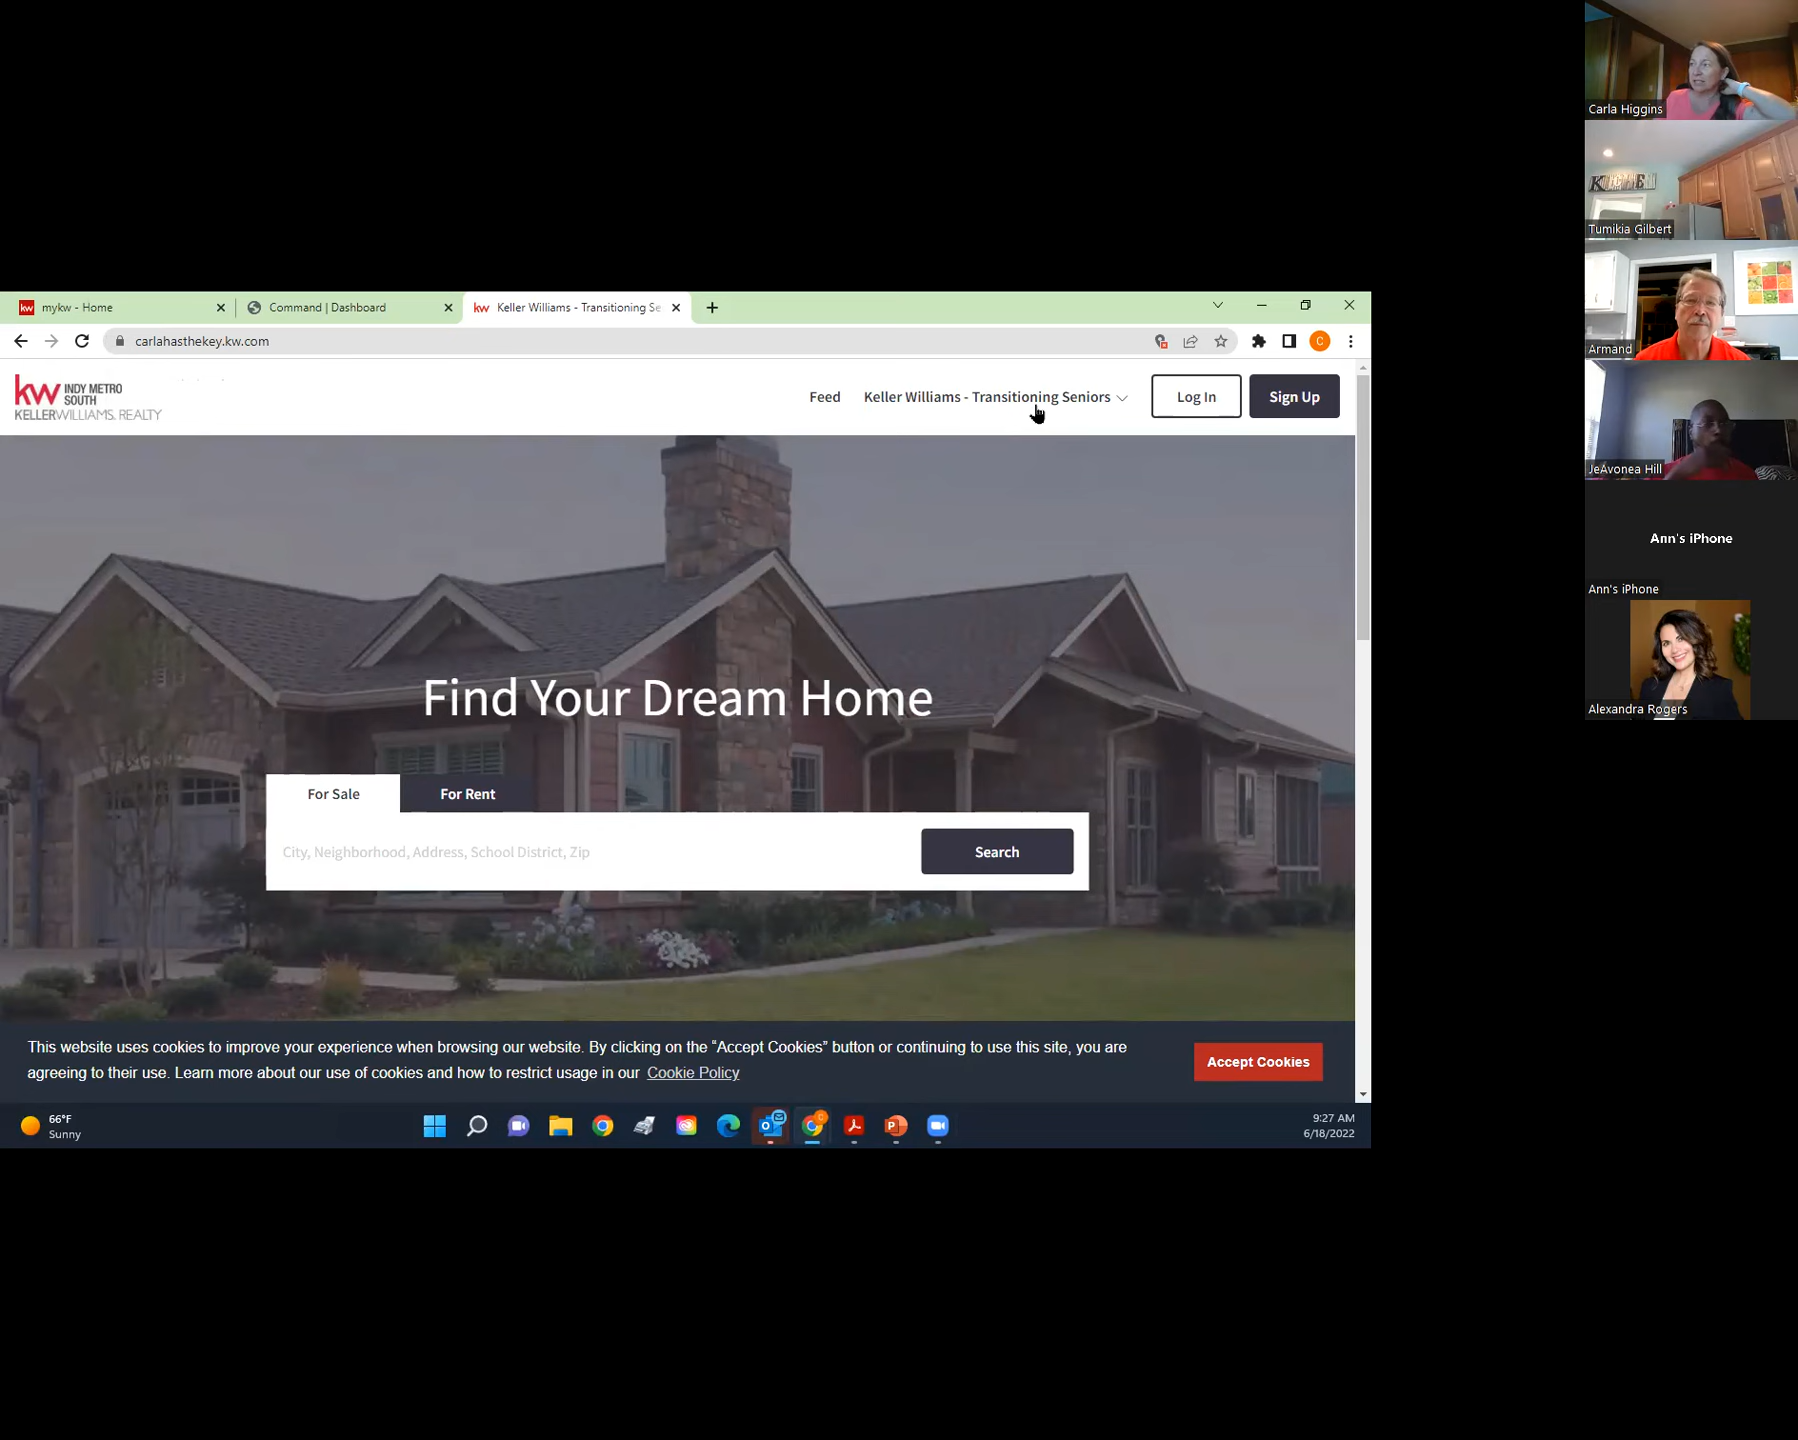 mykw - Home
Command | Dashboard
kw Keller Williams - Transitioning Se
carlahasthekey.kw.com
C
kw INDY METRO SOUTH
KELLERWILLIAMS. REALTY
Feed
Keller Williams - Transitioning Seniors
Log In
Sign Up
Find Your Dream Home
For Sale
For Rent
City, Neighborhood, Address, School District, Zip
Search
This website uses cookies to improve your experience when browsing our website. By clicking on the "Accept Cookies" button or continuing to use this site, you are
agreeing to their use. Learn more about our use of cookies and how to restrict usage in our Cookie Policy
Accept Cookies
66°F
Sunny
9:27 AM
6/18/2022
Carla Higgins
KITCHEN
Tumikia Gilbert
Armand
JeAvonea Hill
Ann's iPhone
Ann's iPhone
Alexandra Rogers